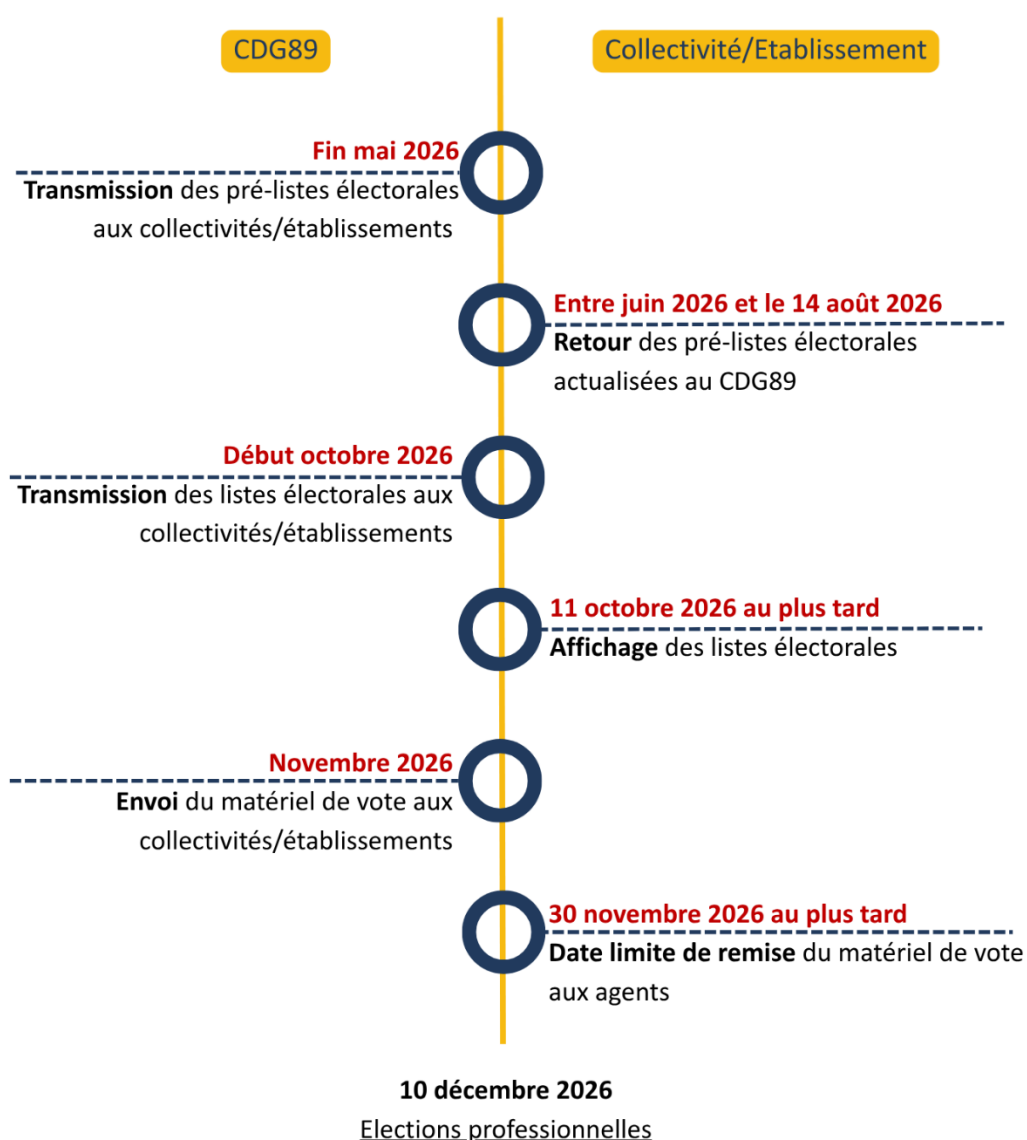 CDG89
Collectivité/Etablissement
Fin mai 2026
Transmission des pré-listes électorales
aux collectivités/établissements
Entre juin 2026 et le 14 août 2026
Retour des pré-listes électorales
actualisées au CDG89
Début octobre 2026
Transmission des listes électorales aux
collectivités/établissements
11 octobre 2026 au plus tard
Affichage des listes électorales
Novembre 2026
Envoi du matériel de vote aux
collectivités/établissements
30 novembre 2026 au plus tard
Date limite de remise du matériel de vote
aux agents
10 décembre 2026
Elections professionnelles